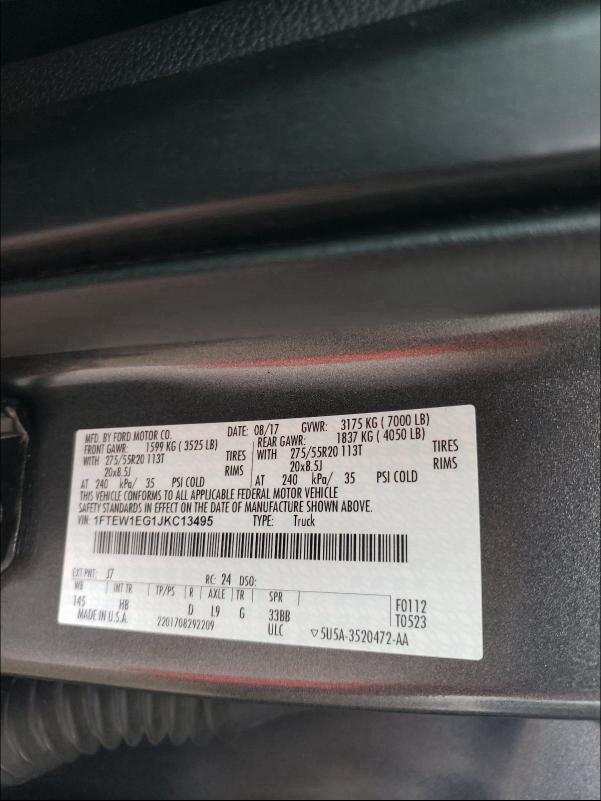 MFD. BY FORD MOTOR CO. DATE: 08/17 GVWR: 3175 KG ( 7000 LB)
FRONT GAWR: 1599 KG ( 3525 LB) REAR GAWR: 1837 KG ( 4050 LB)
WITH 275/55R20 113T TIRES WITH 275/55R20 113T TIRES
20x8.5J RIMS 20x8.5J RIMS
AT 240 kPa/ 35 PSI COLD AT 240 kPa/ 35 PSI COLD
THIS VEHICLE CONFORMS TO ALL APPLICABLE FEDERAL MOTOR VEHICLE
SAFETY STANDARDS IN EFFECT ON THE DATE OF MANUFACTURE SHOWN ABOVE.
VIN: 1FTEW1EG1JKC13495 TYPE: Truck
EXT PNT: J7 RC: 24 DSO:
WB INT TR TP/PS R AXLE TR SPR
145 HB D L9 G 33BB F0112
MADE IN U.S.A. 2201708292209 ULC T0523
▽5U5A-3520472-AA